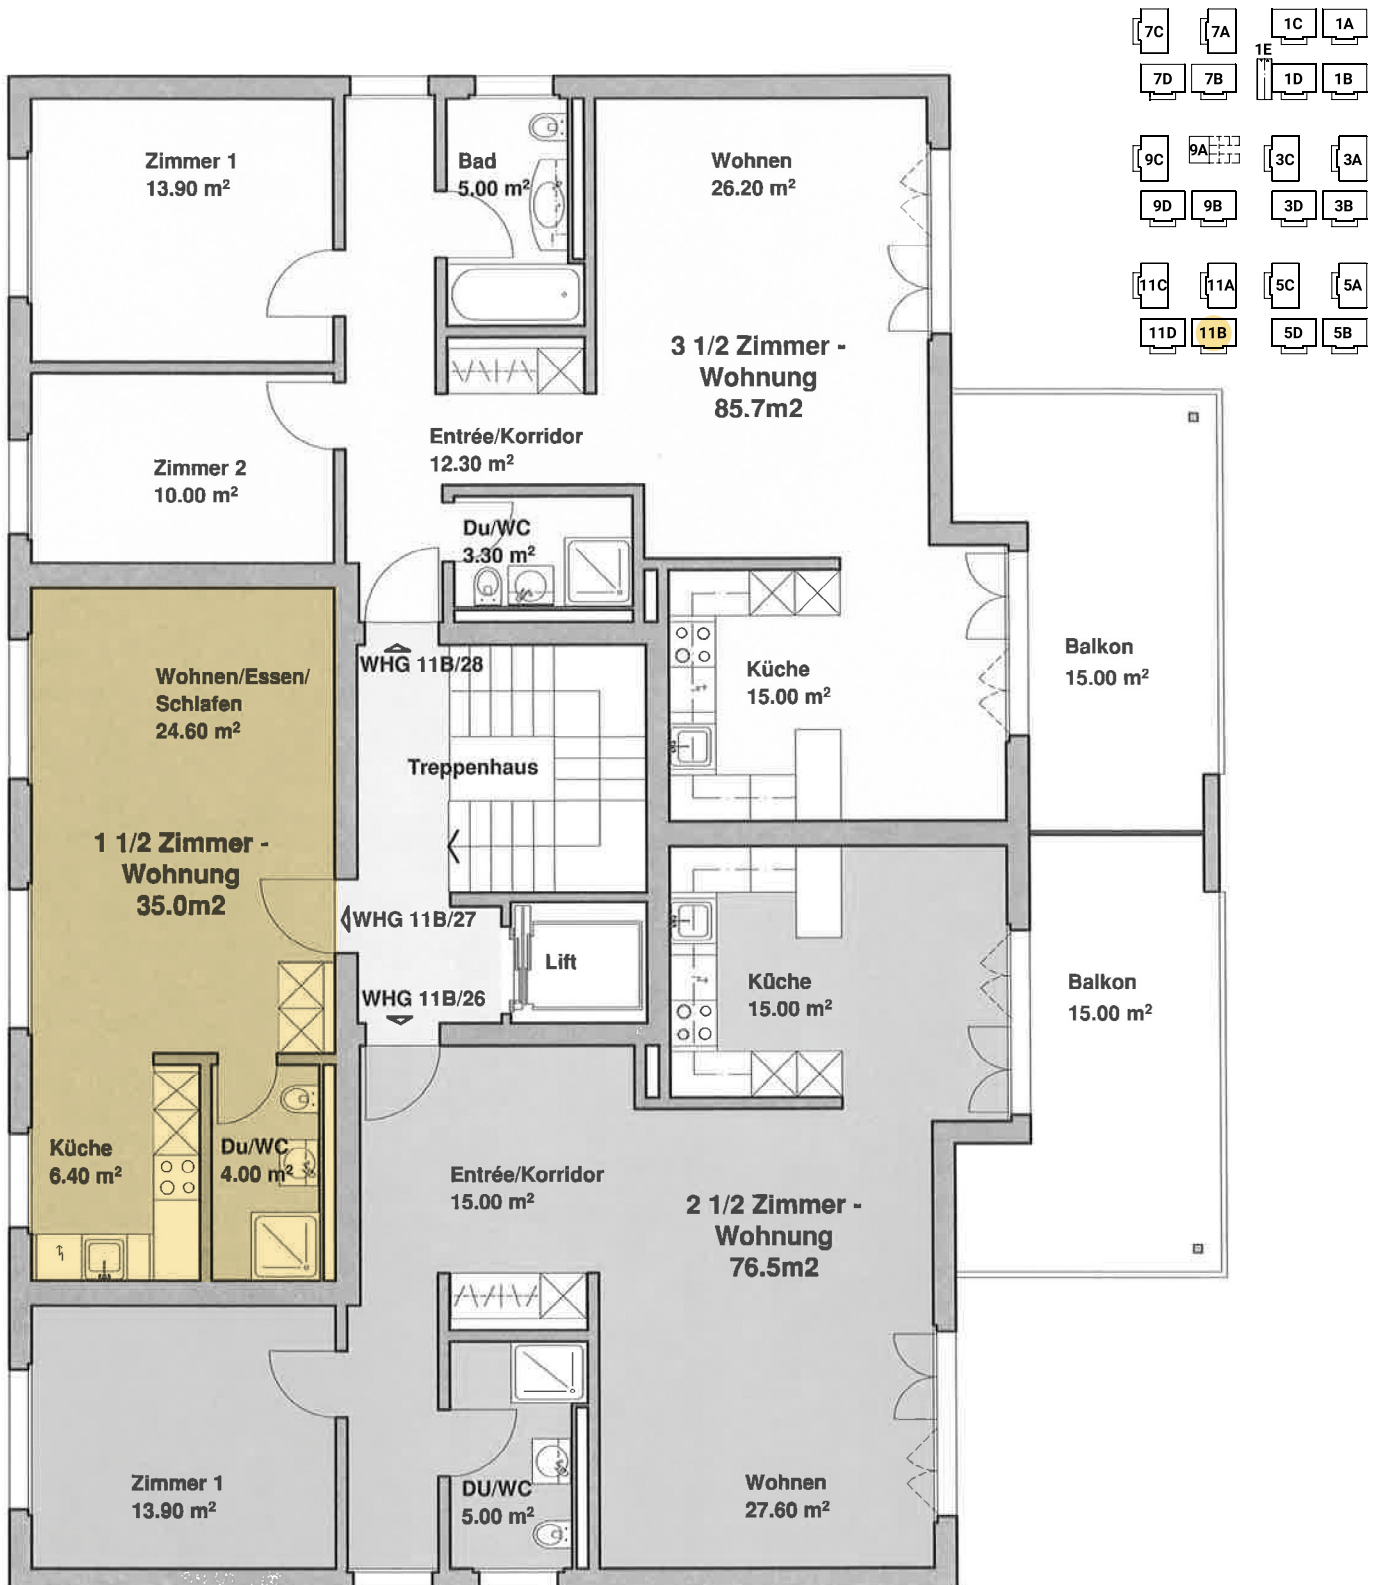 7C
7A
1C
1A
1E
7D
7B
1D
1B
9C
9A
3C
3A
9D
9B
3D
3B
11C
11A
5C
5A
11D
11B
5D
5B
Zimmer 1
13.90 m²
Bad
5.00 m²
Wohnen
26.20 m²
3 1/2 Zimmer -
Wohnung
85.7m2
Entrée/Korridor
12.30 m²
Zimmer 2
10.00 m²
Du/WC
3.30 m²
WHG 11B/28
Küche
15.00 m²
Balkon
15.00 m²
Wohnen/Essen/
Schlafen
24.60 m²
Treppenhaus
1 1/2 Zimmer -
Wohnung
35.0m2
WHG 11B/27
Lift
WHG 11B/26
Küche
15.00 m²
Balkon
15.00 m²
Küche
6.40 m²
Du/WC
4.00 m²
Entrée/Korridor
15.00 m²
2 1/2 Zimmer -
Wohnung
76.5m2
Zimmer 1
13.90 m²
DU/WC
5.00 m²
Wohnen
27.60 m²